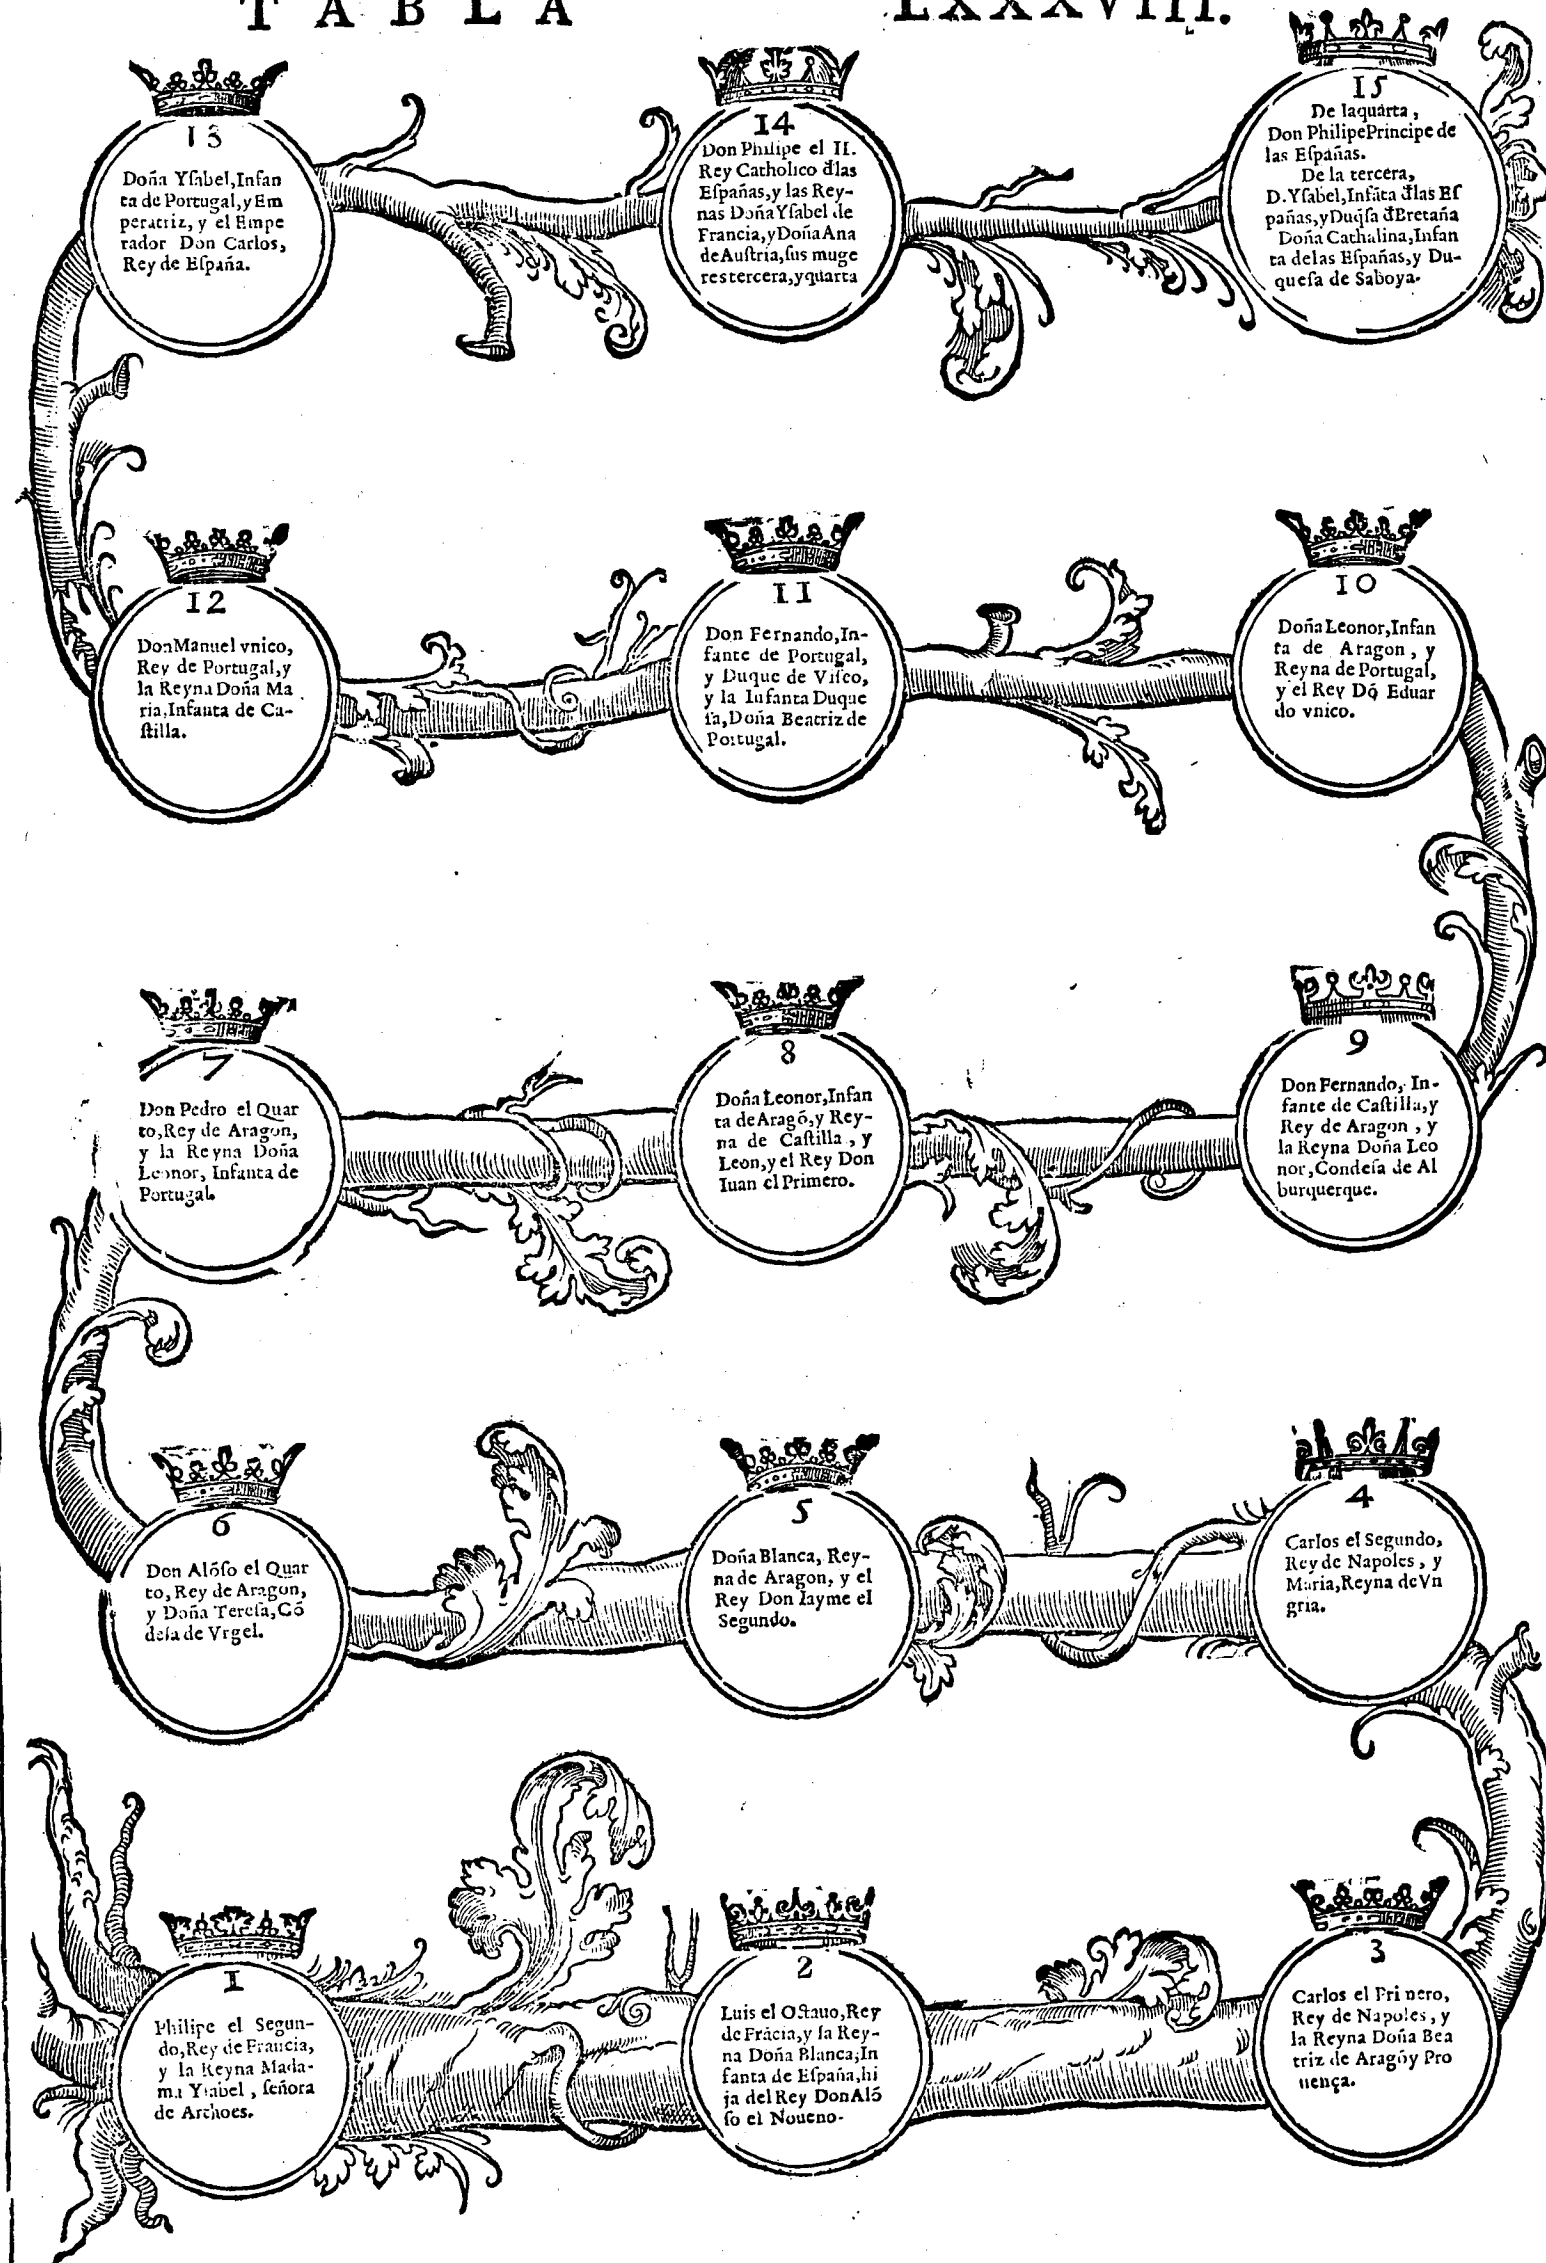 TABLA LXXXVIII.
13
Doña Yſabel,Infan
ta de Portugal,y Em
peratriz, y el Empe
rador Don Carlos,
Rey de Eſpaña.
14
Don Philipe el II.
Rey Catholico đlas
Eſpañas,y las Rey-
nas Doña Yſabel de
Francia,y Doña Ana
de Auſtria,ſus muge
res tercera,y quarta
15
De la quarta,
Don Philipe Principe de
las Eſpañas.
De la tercera,
D.Yſabel,Infāta đlas Eſ
pañas,y Duq̄ſa đ Bretaña
Doña Cathalina,Infan
ta de las Eſpañas,y Du-
queſa de Saboya.
12
Don Manuel vnico,
Rey de Portugal,y
la Reyna Doña Ma
ria,Infanta de Ca-
ſtilla.
11
Don Fernando,In-
fante de Portugal,
y Duque de Viſeo,
y la Infanta Duque
ſa,Doña Beatriz de
Portugal.
10
Doña Leonor,Infan
ta de Aragon, y
Reyna de Portugal,
y el Rey Dō Eduar
do vnico.
7
Don Pedro el Quar
to,Rey de Aragon,
y la Reyna Doña
Leonor, Infanta de
Portugal.
8
Doña Leonor,Infan
ta de Aragō,y Rey-
na de Caſtilla, y
Leon,y el Rey Don
Iuan el Primero.
9
Don Fernando, In-
fante de Caſtilla,y
Rey de Aragon, y
la Reyna Doña Leo
nor,Condeſa de Al
burquerque.
6
Don Alōſo el Quar
to, Rey de Aragon,
y Doña Tereſa,Cō
deſa de Vrgel.
5
Doña Blanca, Rey-
na de Aragon, y el
Rey Don Iayme el
Segundo.
4
Carlos el Segundo,
Rey de Napoles, y
Maria,Reyna de Vn
gria.
1
Philipe el Segun-
do,Rey de Francia,
y la Reyna Mada-
ma Yſabel, ſeñora
de Arthoes.
2
Luis el Octauo,Rey
de Frācia,y la Rey-
na Doña Blanca,In
fanta de Eſpaña,hi
ja del Rey Don Alō
ſo el Noueno.
3
Carlos el Primero,
Rey de Napoles, y
la Reyna Doña Bea
triz de Aragō y Pro
uença.